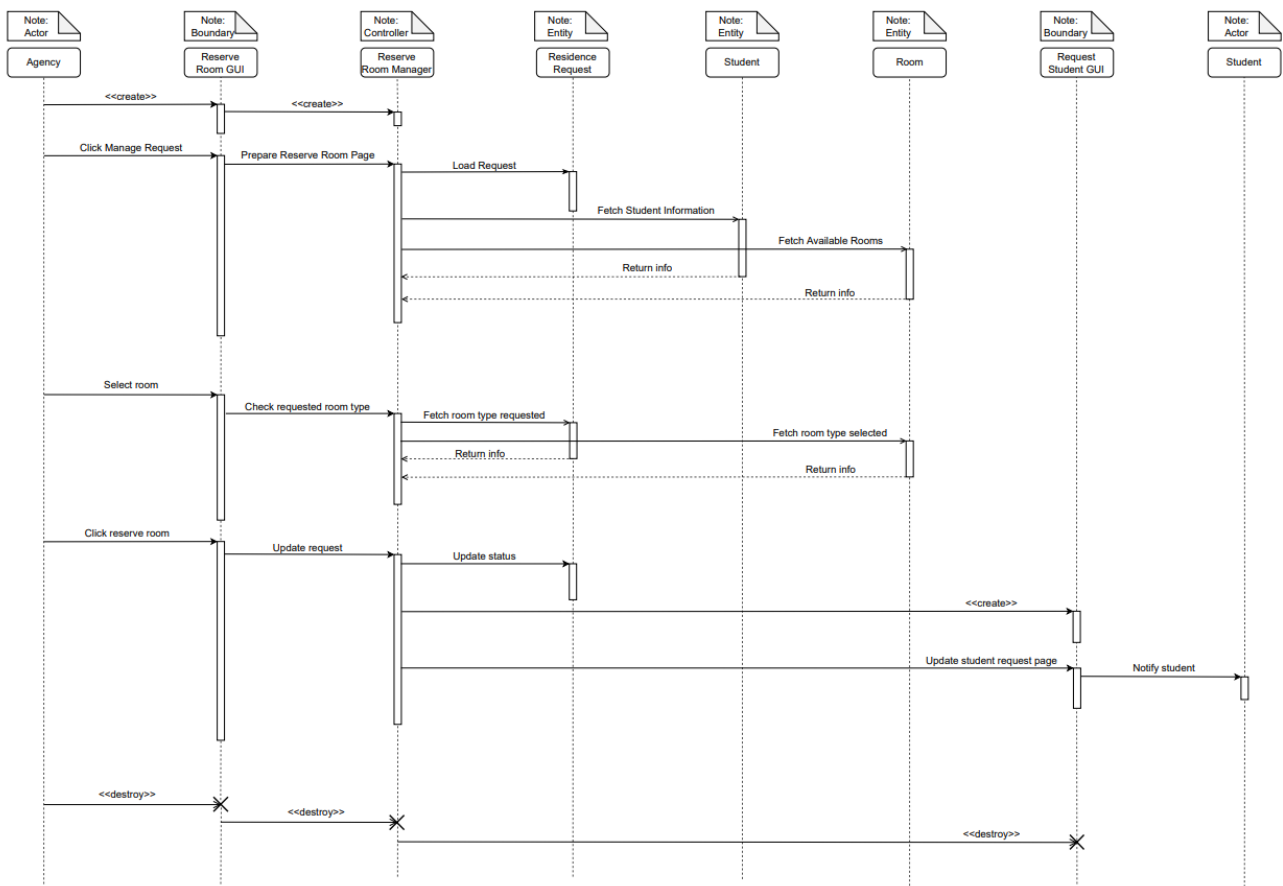 Note:
Actor
Note:
Boundary
Note:
Controller
Note:
Entity
Note:
Entity
Note:
Entity
Note:
Boundary
Note:
Actor
Agency
Reserve
Room GUI
Reserve
Room Manager
Residence
Request
Student
Room
Request
Student GUI
Student
<<create>>
<<create>>
Click Manage Request
Prepare Reserve Room Page
Load Request
Fetch Student Information
Fetch Available Rooms
Return info
Return info
Select room
Check requested room type
Fetch room type requested
Fetch room type selected
Return info
Return info
Click reserve room
Update request
Update status
<<create>>
Update student request page
Notify student
<<destroy>>
<<destroy>>
<<destroy>>